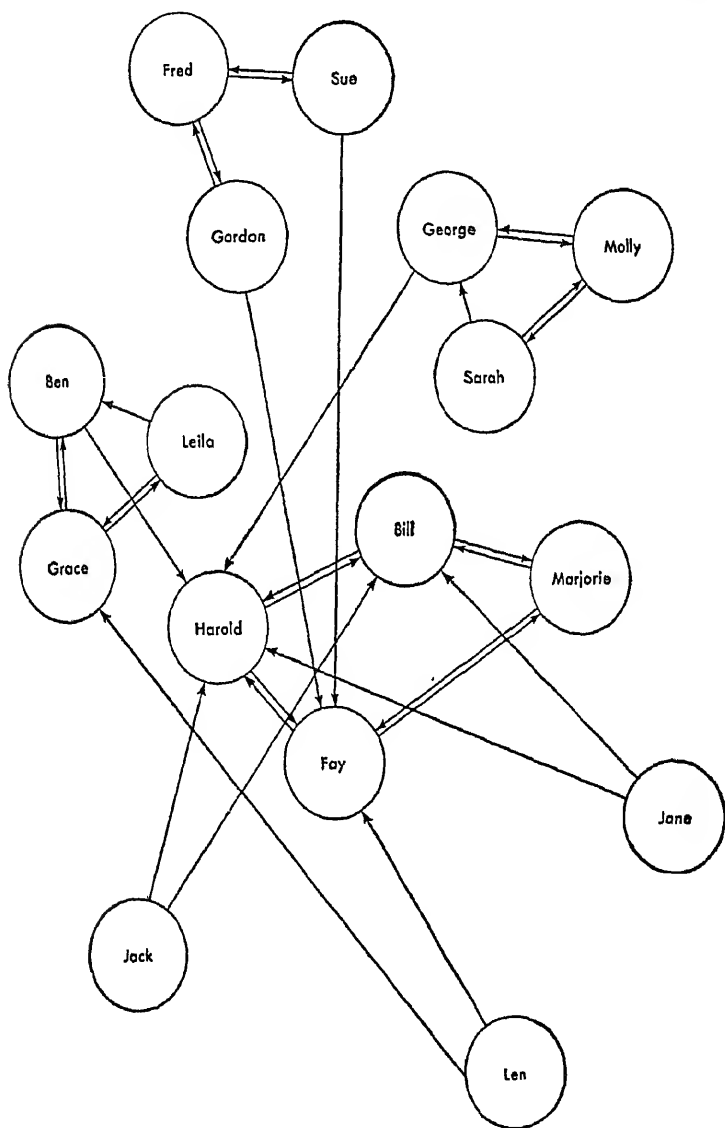 Fred
Sue
Gordon
George
Molly
Sarah
Ben
Leila
Grace
Bill
Marjorie
Harold
Fay
Jane
Jack
Len